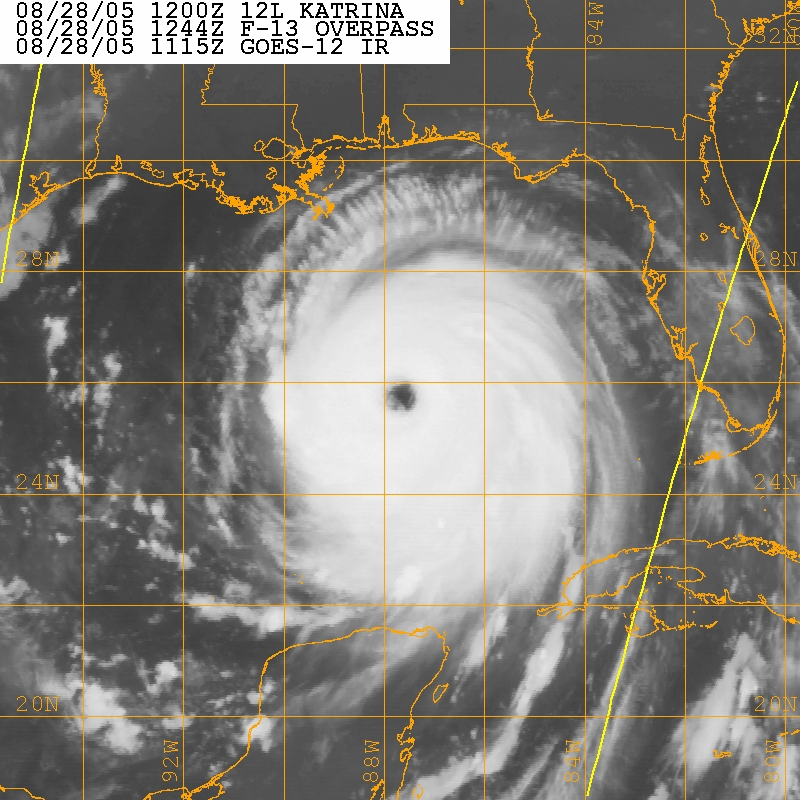 08/28/05 1200Z 12L KATRINA
08/28/05 1244Z F-13 OVERPASS
08/28/05 1115Z GOES-12 IR
84W
32N
28N
28N
24N
24N
20N
20N
92W
88W
84W
80W